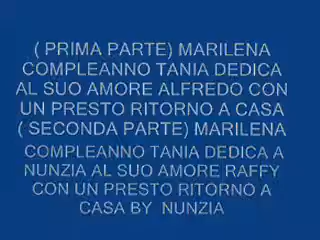 ( PRIMA PARTE) MARILENA
COMPLEANNO TANIA DEDICA
AL SUO AMORE ALFREDO CON
UN PRESTO RITORNO A CASA
( SECONDA PARTE) MARILENA
COMPLEANNO TANIA DEDICA A
NUNZIA AL SUO AMORE RAFFY
CON UN PRESTO RITORNO A
CASA BY NUNZIA